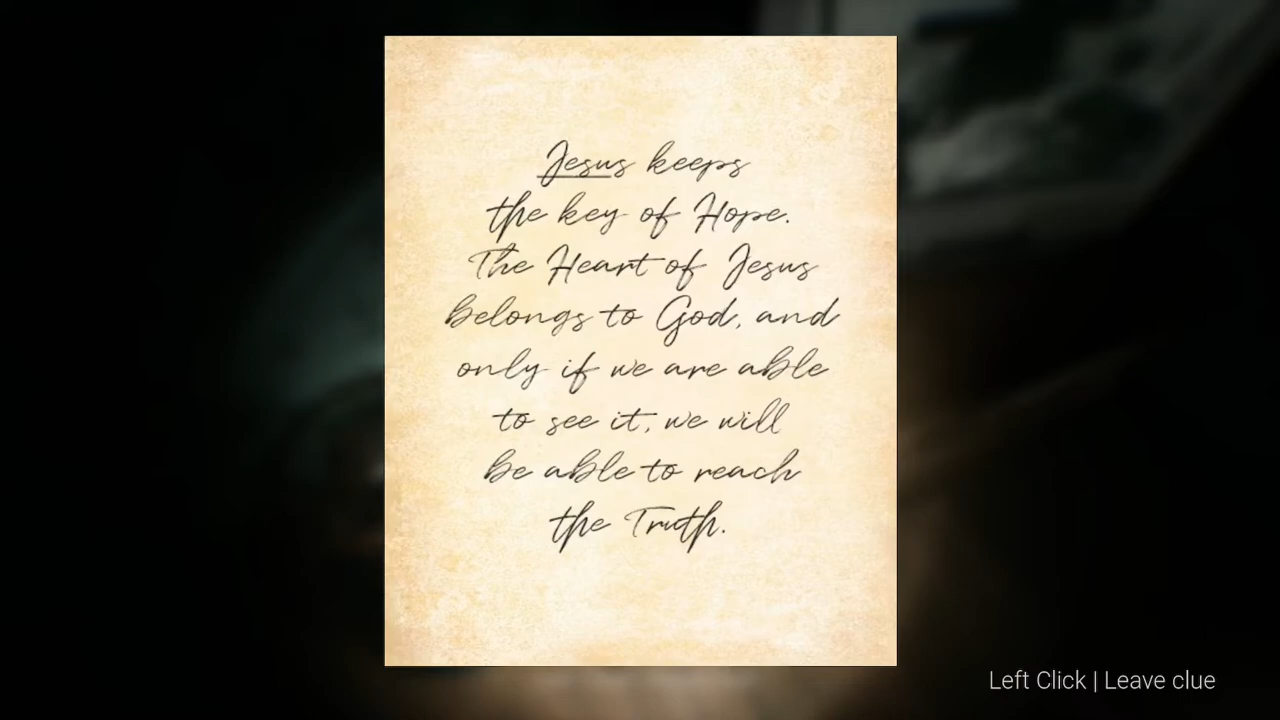 Jesus keeps
the key of Hope.
The Heart of Jesus
belongs to God, and
only if we are able
to see it, we will
be able to reach
the Truth.
Left Click | Leave clue